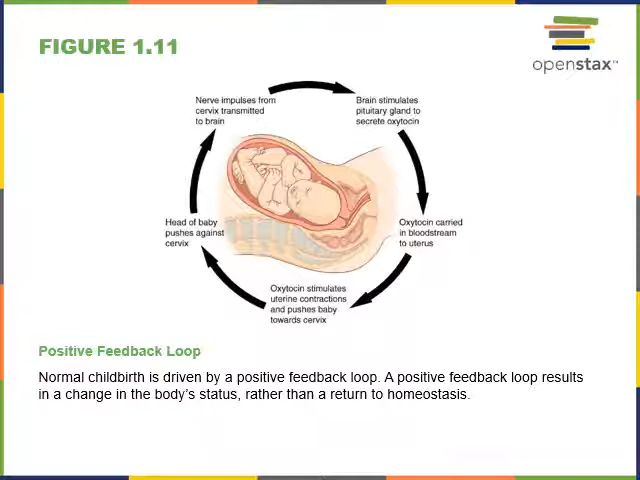 FIGURE 1.11
openstax™
Nerve impulses from
cervix transmitted
to brain
Brain stimulates
pituitary gland to
secrete oxytocin
Oxytocin carried
in bloodstream
to uterus
Oxytocin stimulates
uterine contractions
and pushes baby
towards cervix
Head of baby
pushes against
cervix
Positive Feedback Loop
Normal childbirth is driven by a positive feedback loop. A positive feedback loop results
in a change in the body’s status, rather than a return to homeostasis.